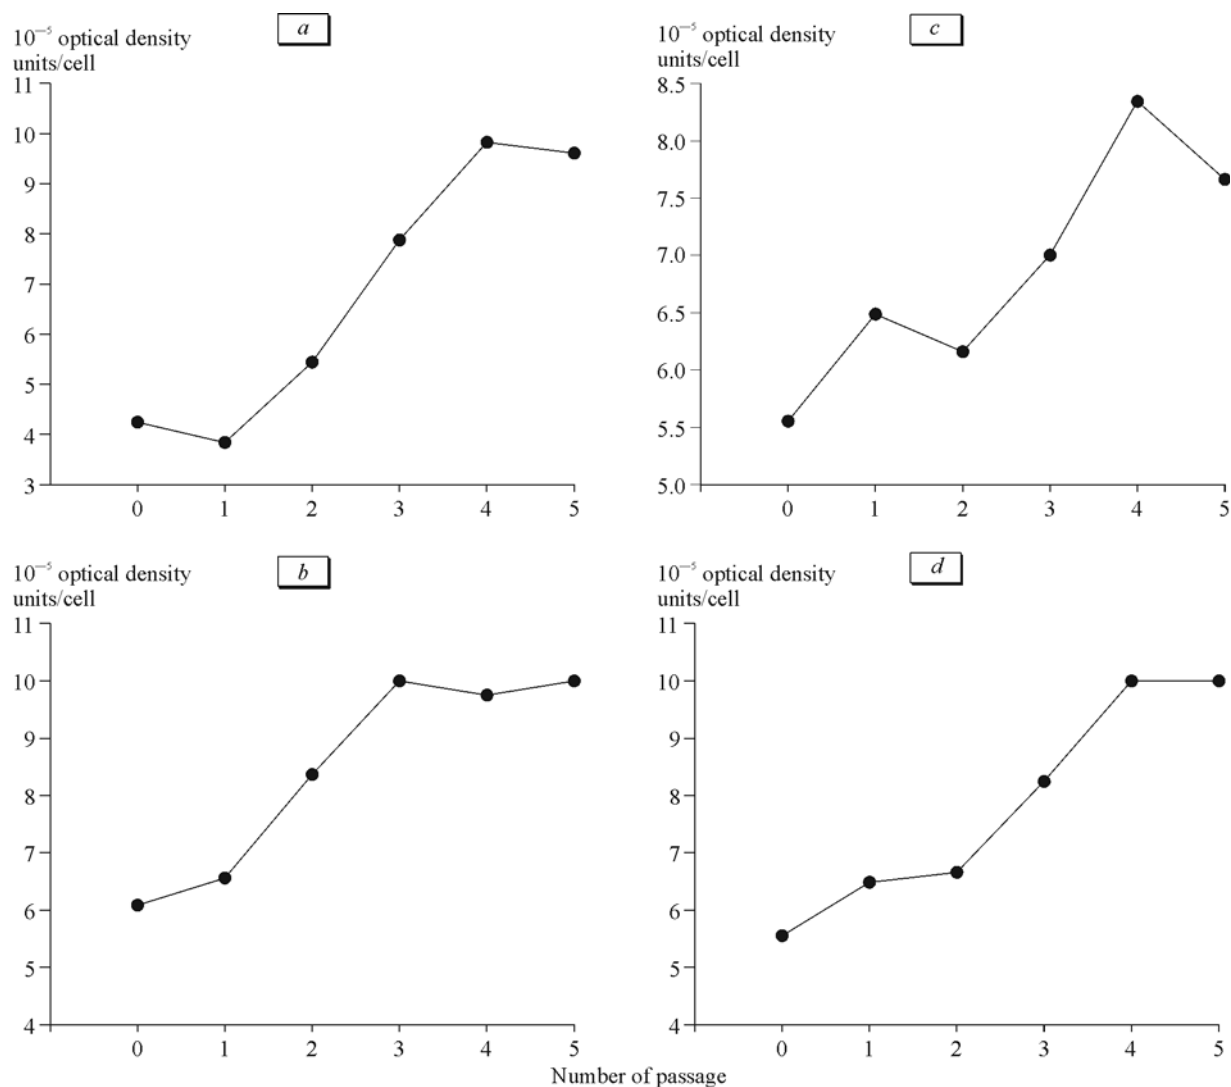 a
10⁻⁵ optical density
units/cell
11
10
9
8
7
6
5
4
3
0 1 2 3 4 5
c
10⁻⁵ optical density
units/cell
8.5
8.0
7.5
7.0
6.5
6.0
5.5
5.0
0 1 2 3 4 5
b
10⁻⁵ optical density
units/cell
11
10
9
8
7
6
5
4
0 1 2 3 4 5
d
10⁻⁵ optical density
units/cell
11
10
9
8
7
6
5
4
0 1 2 3 4 5
Number of passage